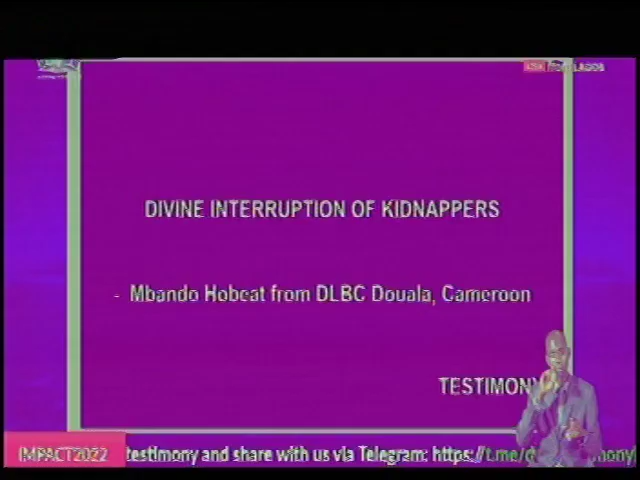 DIVINE INTERRUPTION OF KIDNAPPERS
- Mbando Hobeat from DLBC Douala, Cameroon
TESTIMONY
IMPACT2022 testimony and share with us via Telegram: https://t.me/